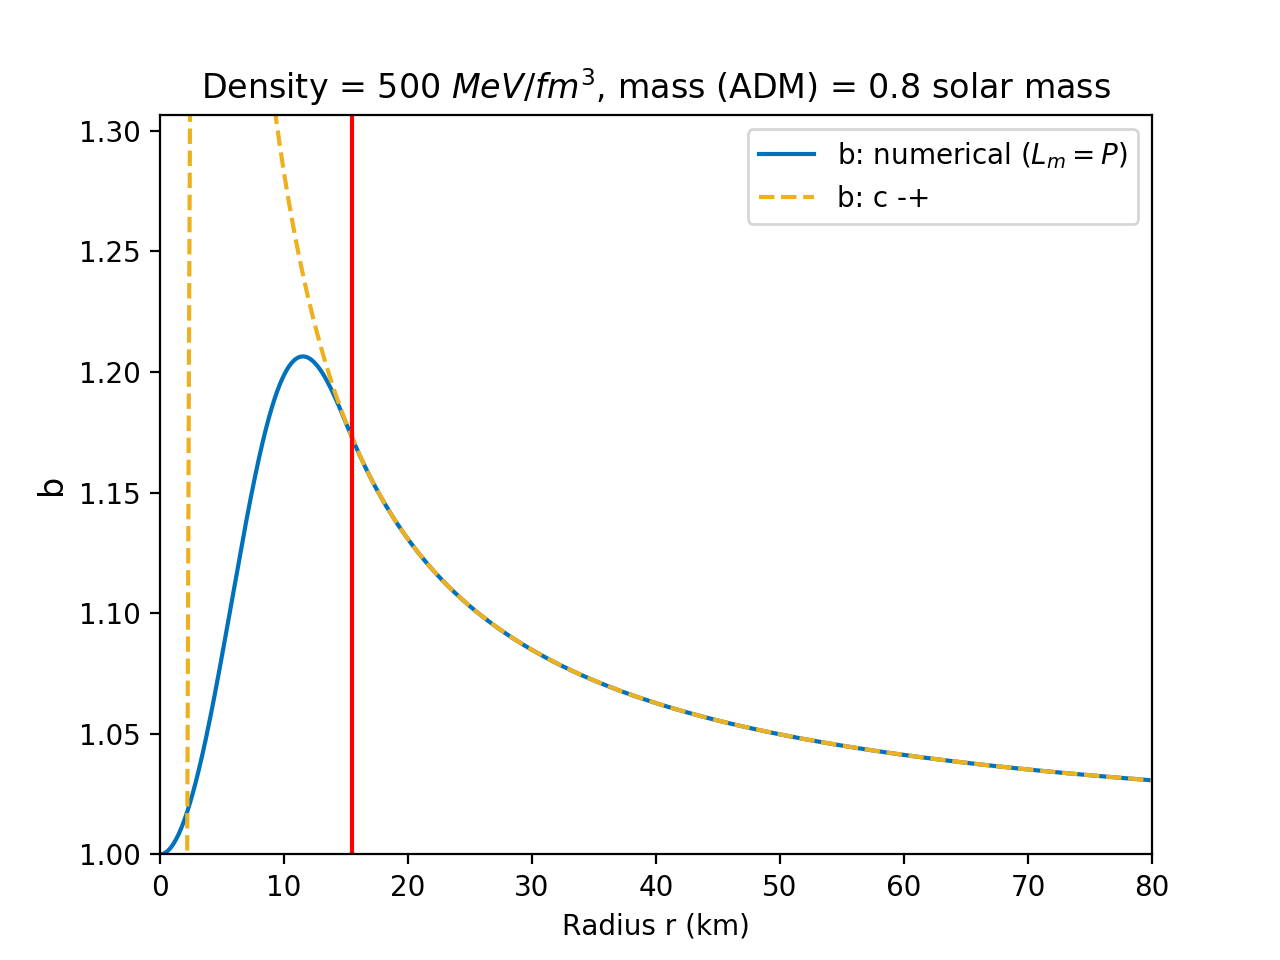 Density = 500 MeV/fm³, mass (ADM) = 0.8 solar mass
1.30
1.25
1.20
1.15
1.10
1.05
1.00
b
b: numerical (Lₘ = P)
b: c -+
0 10 20 30 40 50 60 70 80
Radius r (km)